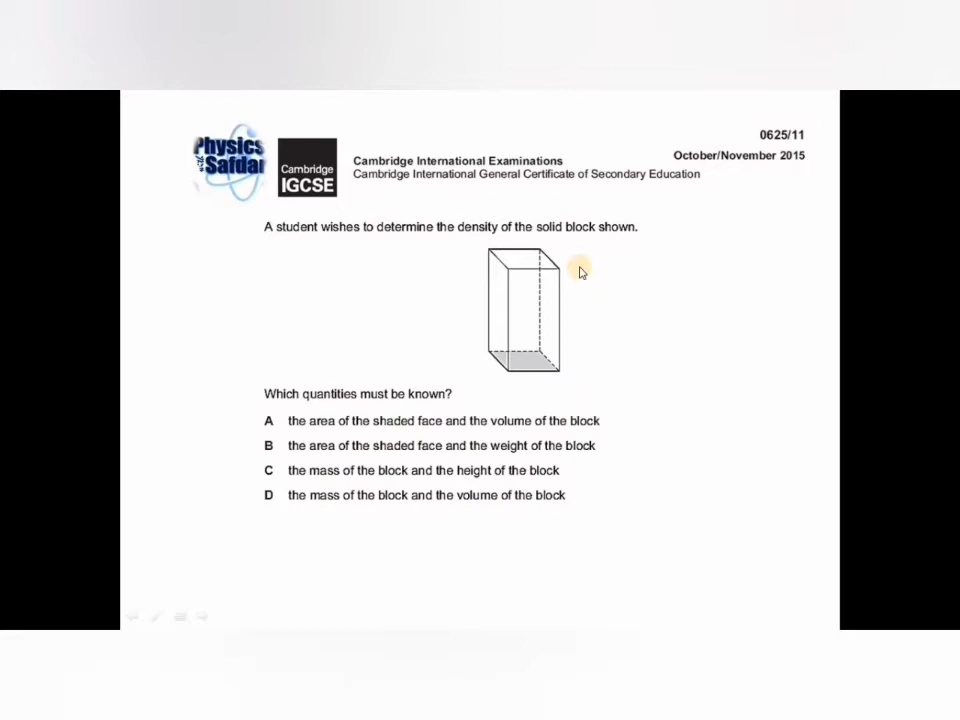 Physics
with
Safdar
Cambridge
IGCSE
Cambridge International Examinations
Cambridge International General Certificate of Secondary Education
0625/11
October/November 2015
A student wishes to determine the density of the solid block shown.
Which quantities must be known?
A the area of the shaded face and the volume of the block
B the area of the shaded face and the weight of the block
C the mass of the block and the height of the block
D the mass of the block and the volume of the block